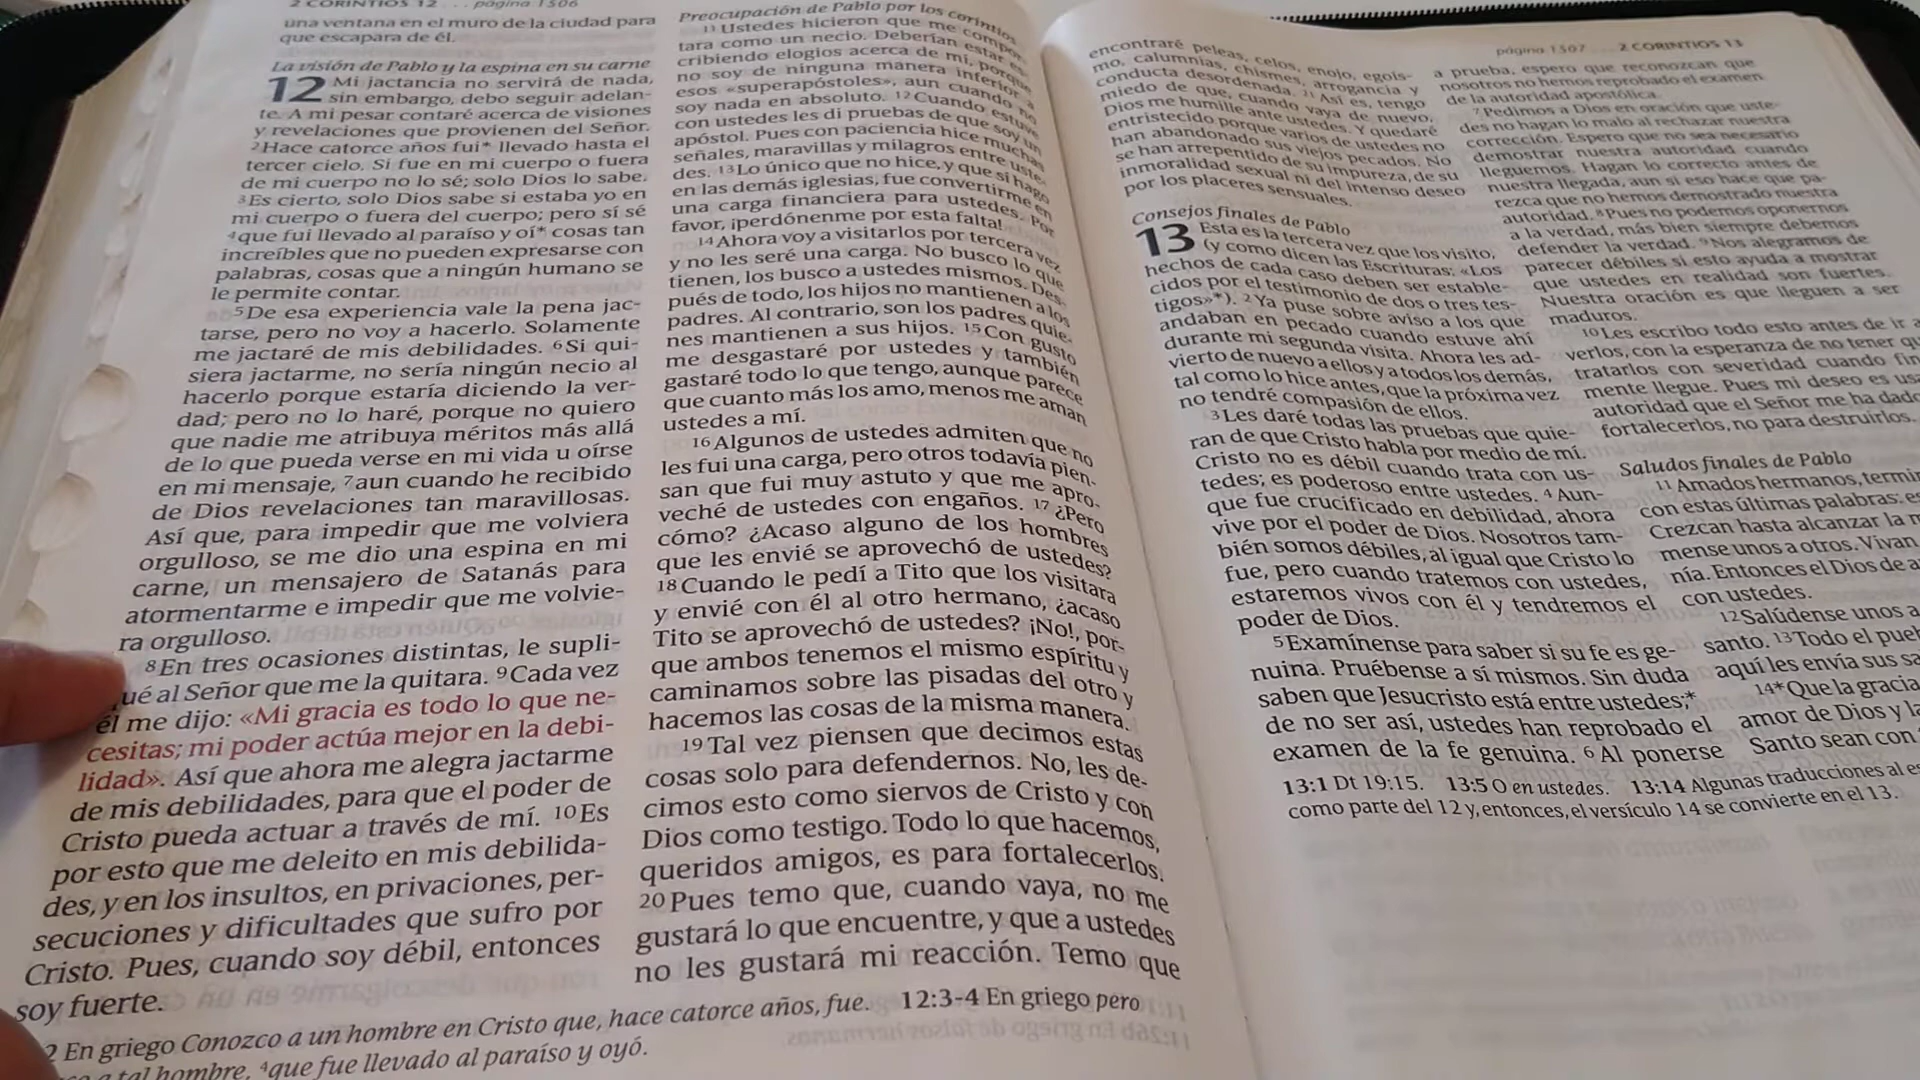 2 CORINTIOS 12 . . . página 1506
una ventana en el muro de la ciudad para
que escapara de él.
La visión de Pablo y la espina en su carne
12 Mi jactancia no servirá de nada,
sin embargo, debo seguir adelan-
te. A mi pesar contaré acerca de visiones
y revelaciones que provienen del Señor.
2 Hace catorce años fui* llevado hasta el
tercer cielo. Si fue en mi cuerpo o fuera
de mi cuerpo no lo sé; solo Dios lo sabe.
3 Es cierto, solo Dios sabe si estaba yo en
mi cuerpo o fuera del cuerpo; pero sí sé
4 que fui llevado al paraíso y oí* cosas tan
increíbles que no pueden expresarse con
palabras, cosas que a ningún humano se
le permite contar.
5 De esa experiencia vale la pena jac-
tarse, pero no voy a hacerlo. Solamente
me jactaré de mis debilidades. 6 Si qui-
siera jactarme, no sería ningún necio al
hacerlo porque estaría diciendo la ver-
dad; pero no lo haré, porque no quiero
que nadie me atribuya méritos más allá
de lo que pueda verse en mi vida u oírse
en mi mensaje, 7 aun cuando he recibido
de Dios revelaciones tan maravillosas.
Así que, para impedir que me volviera
orgulloso, se me dio una espina en mi
carne, un mensajero de Satanás para
atormentarme e impedir que me volvie-
ra orgulloso.
8 En tres ocasiones distintas, le supli-
qué al Señor que me la quitara. 9 Cada vez
él me dijo: «Mi gracia es todo lo que ne-
cesitas; mi poder actúa mejor en la debi-
lidad». Así que ahora me alegra jactarme
de mis debilidades, para que el poder de
Cristo pueda actuar a través de mí. 10 Es
por esto que me deleito en mis debilida-
des, y en los insultos, en privaciones, per-
secuciones y dificultades que sufro por
Cristo. Pues, cuando soy débil, entonces
soy fuerte.
Preocupación de Pablo por los corintios
11 Ustedes hicieron que me compor-
tara como un necio. Deberían estar es-
cribiendo elogios acerca de mí, porque
no soy de ninguna manera inferior a
esos «superapóstoles», aun cuando no
soy nada en absoluto. 12 Cuando estuve
con ustedes les di pruebas de que soy un
apóstol. Pues con paciencia hice muchas
señales, maravillas y milagros entre uste-
des. 13 Lo único que no hice, y que sí hago
en las demás iglesias, fue convertirme en
una carga financiera para ustedes. Por
favor, ¡perdónenme por esta falta!
14 Ahora voy a visitarlos por tercera vez
y no les seré una carga. No busco lo que
tienen, los busco a ustedes mismos. Des-
pués de todo, los hijos no mantienen a los
padres. Al contrario, son los padres quie-
nes mantienen a sus hijos. 15 Con gusto
me desgastaré por ustedes y también
gastaré todo lo que tengo, aunque parece
que cuanto más los amo, menos me aman
ustedes a mí.
16 Algunos de ustedes admiten que no
les fui una carga, pero otros todavía pien-
san que fui muy astuto y que me apro-
veché de ustedes con engaños. 17 ¿Pero
cómo? ¿Acaso alguno de los hombres
que les envié se aprovechó de ustedes?
18 Cuando le pedí a Tito que los visitara
y envié con él al otro hermano, ¿acaso
Tito se aprovechó de ustedes? ¡No!, por-
que ambos tenemos el mismo espíritu y
caminamos sobre las pisadas del otro y
hacemos las cosas de la misma manera.
19 Tal vez piensen que decimos estas
cosas solo para defendernos. No, les de-
cimos esto como siervos de Cristo y con
Dios como testigo. Todo lo que hacemos,
queridos amigos, es para fortalecerlos.
20 Pues temo que, cuando vaya, no me
gustará lo que encuentre, y que a ustedes
no les gustará mi reacción. Temo que
2 En griego Conozco a un hombre en Cristo que, hace catorce años, fue. 12:3-4 En griego pero
a tal hombre, 4 que fue llevado al paraíso y oyó.
página 1507 . . . 2 CORINTIOS 13
encontraré peleas, celos, enojo, egoís-
mo, calumnias, chismes, arrogancia y
conducta desordenada. 21 Así es, tengo
miedo de que, cuando vaya de nuevo,
Dios me humille ante ustedes. Y quedaré
entristecido porque varios de ustedes no
han abandonado sus viejos pecados. No
se han arrepentido de su impureza, de su
inmoralidad sexual ni del intenso deseo
por los placeres sensuales.
Consejos finales de Pablo
13 Esta es la tercera vez que los visito,
(y como dicen las Escrituras: «Los
hechos de cada caso deben ser estable-
cidos por el testimonio de dos o tres tes-
tigos»*). 2 Ya puse sobre aviso a los que
andaban en pecado cuando estuve ahí
durante mi segunda visita. Ahora les ad-
vierto de nuevo a ellos y a todos los demás,
tal como lo hice antes, que la próxima vez
no tendré compasión de ellos.
3 Les daré todas las pruebas que quie-
ran de que Cristo habla por medio de mí.
Cristo no es débil cuando trata con us-
tedes; es poderoso entre ustedes. 4 Aun-
que fue crucificado en debilidad, ahora
vive por el poder de Dios. Nosotros tam-
bién somos débiles, al igual que Cristo lo
fue, pero cuando tratemos con ustedes,
estaremos vivos con él y tendremos el
poder de Dios.
5 Examínense para saber si su fe es ge-
nuina. Pruébense a sí mismos. Sin duda
saben que Jesucristo está entre ustedes;*
de no ser así, ustedes han reprobado el
examen de la fe genuina. 6 Al ponerse
a prueba, espero que reconozcan que
nosotros no hemos reprobado el examen
de la autoridad apostólica.
7 Pedimos a Dios en oración que uste-
des no hagan lo malo al rechazar nuestra
corrección. Espero que no sea necesario
demostrar nuestra autoridad cuando
lleguemos. Hagan lo correcto antes de
nuestra llegada, aun si eso hace que pa-
rezca que no hemos demostrado nuestra
autoridad. 8 Pues no podemos oponernos
a la verdad, más bien siempre debemos
defender la verdad. 9 Nos alegramos de
parecer débiles si esto ayuda a mostrar
que ustedes en realidad son fuertes.
Nuestra oración es que lleguen a ser
maduros.
10 Les escribo todo esto antes de ir a
verlos, con la esperanza de no tener qu
tratarlos con severidad cuando fin
mente llegue. Pues mi deseo es usa
autoridad que el Señor me ha dado
fortalecerlos, no para destruirlos.
Saludos finales de Pablo
11 Amados hermanos, termin
con estas últimas palabras: es
Crezcan hasta alcanzar la m
mense unos a otros. Vivan
nía. Entonces el Dios de a
con ustedes.
12 Salúdense unos a
santo. 13 Todo el pueb
aquí les envía sus sa
14* Que la gracia
amor de Dios y la
Santo sean con
13:1 Dt 19:15. 13:5 O en ustedes. 13:14 Algunas traducciones al es
como parte del 12 y, entonces, el versículo 14 se convierte en el 13.